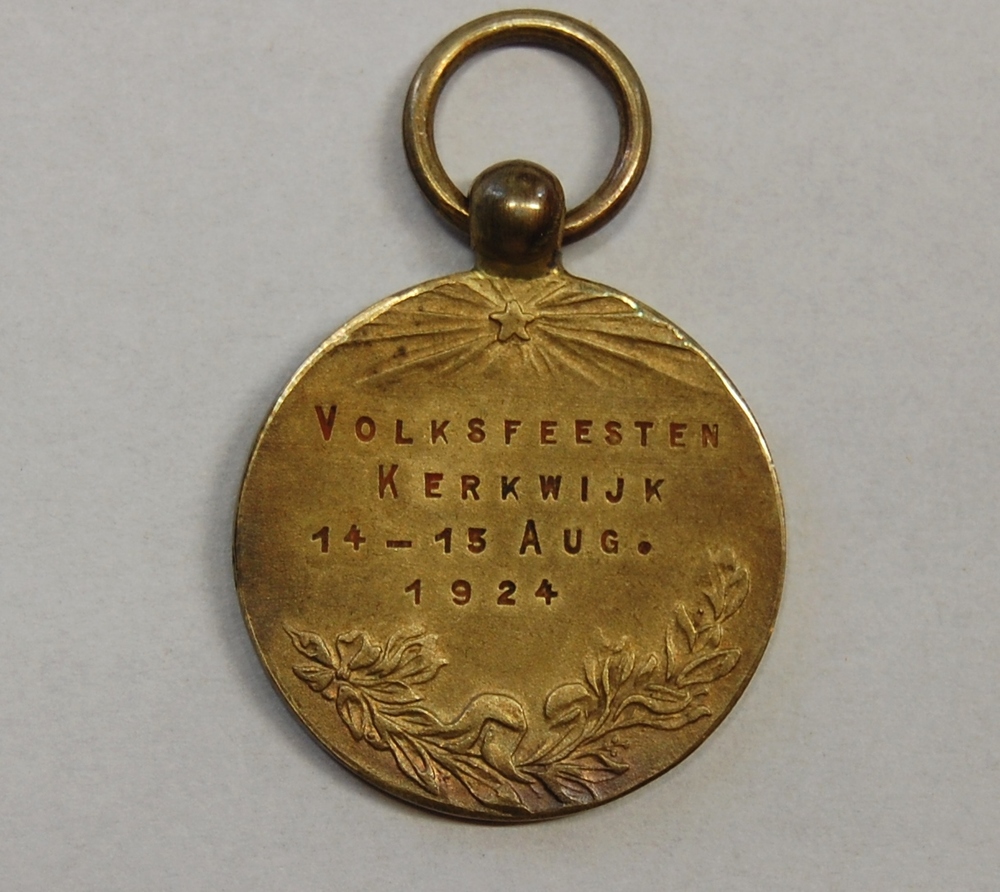 VOLKSFEESTEN
KERKWIJK
14-15 AUG.
1924